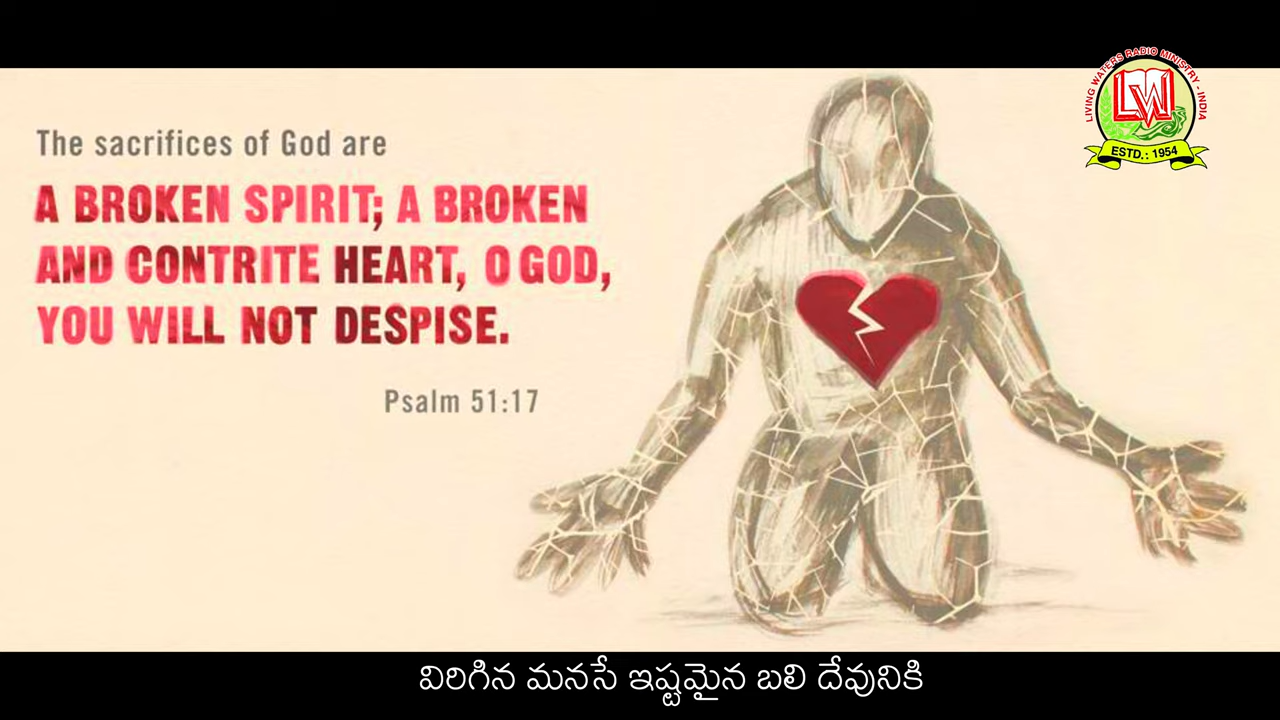 LIVING WATERS RADIO MINISTRY - INDIA
LW
ESTD.: 1954
The sacrifices of God are
A BROKEN SPIRIT; A BROKEN
AND CONTRITE HEART, O GOD,
YOU WILL NOT DESPISE.
Psalm 51:17
విరిగిన మనసే ఇష్టమైన బలి దేవునికి